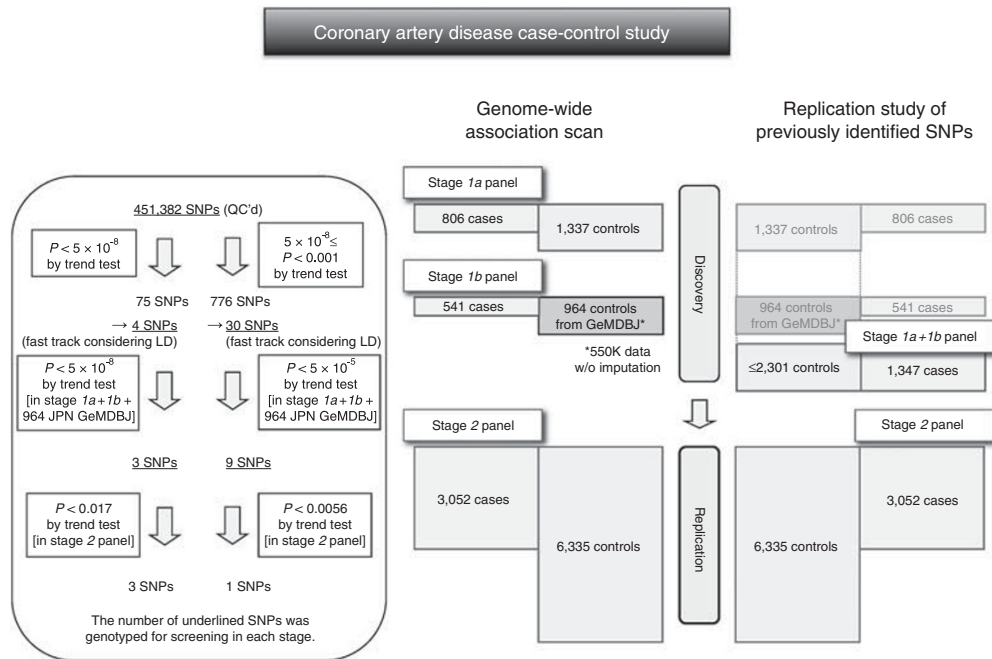 Coronary artery disease case-control study
Genome-wide
association scan
Replication study of
previously identified SNPs
451,382 SNPs (QC'd)
P < 5 × 10⁻⁸
by trend test
5 × 10⁻⁸≤
P < 0.001
by trend test
75 SNPs
776 SNPs
→ 4 SNPs
→ 30 SNPs
(fast track considering LD)
(fast track considering LD)
P < 5 × 10⁻⁸
by trend test
[in stage 1a+1b +
964 JPN GeMDBJ]
P < 5 × 10⁻⁵
by trend test
[in stage 1a+1b +
964 JPN GeMDBJ]
3 SNPs
9 SNPs
P < 0.017
by trend test
[in stage 2 panel]
P < 0.0056
by trend test
[in stage 2 panel]
3 SNPs
1 SNPs
The number of underlined SNPs was
genotyped for screening in each stage.
Stage 1a panel
806 cases
1,337 controls
Stage 1b panel
541 cases
964 controls
from GeMDBJ*
*550K data
w/o imputation
Stage 2 panel
3,052 cases
6,335 controls
Discovery
Replication
1,337 controls
806 cases
964 controls
from GeMDBJ*
541 cases
Stage 1a+1b panel
≤2,301 controls
1,347 cases
Stage 2 panel
3,052 cases
6,335 controls